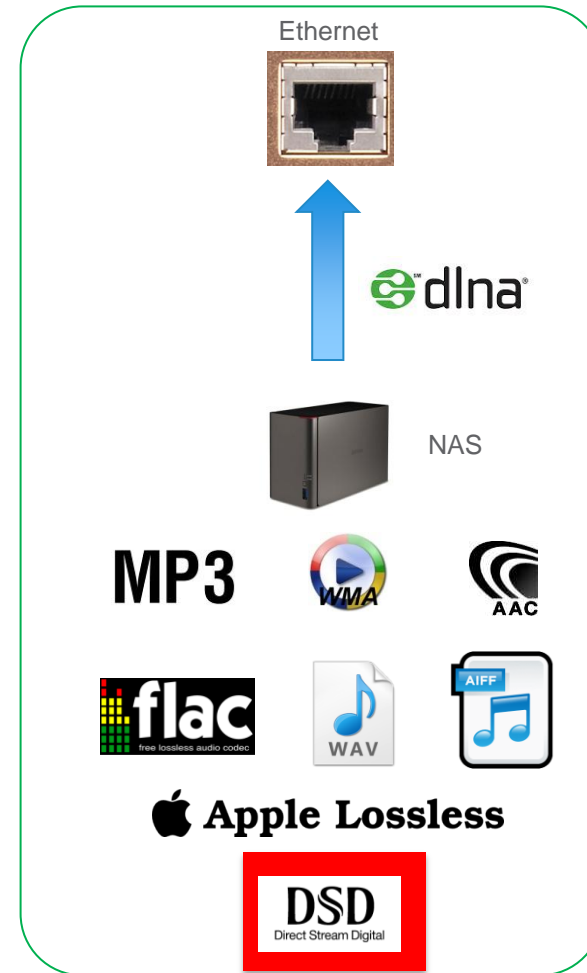 Ethernet
dlna®
NAS
MP3
WMA
AAC
flac
free lossless audio codec
WAV
AIFF
Apple Lossless
DSD
Direct Stream Digital